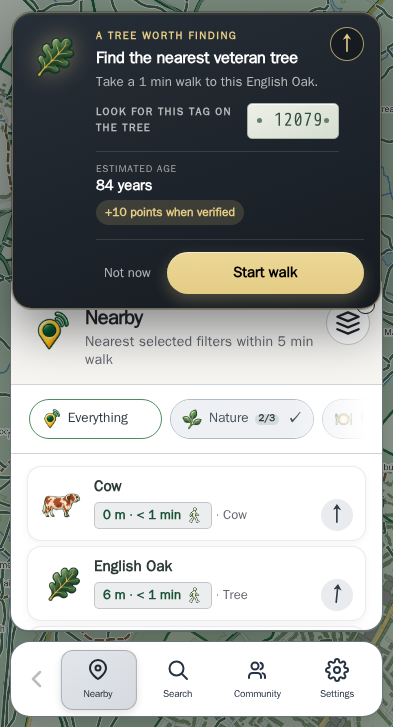 A TREE WORTH FINDING
Find the nearest veteran tree
Take a 1 min walk to this English Oak.
LOOK FOR THIS TAG ON
THE TREE
12079
ESTIMATED AGE
84 years
+10 points when verified
Not now
Start walk
Nearby
Nearest selected filters within 5 min
walk
Everything
Nature 2/3 ✓
Cow
0 m · < 1 min · Cow
English Oak
6 m · < 1 min · Tree
Nearby
Search
Community
Settings